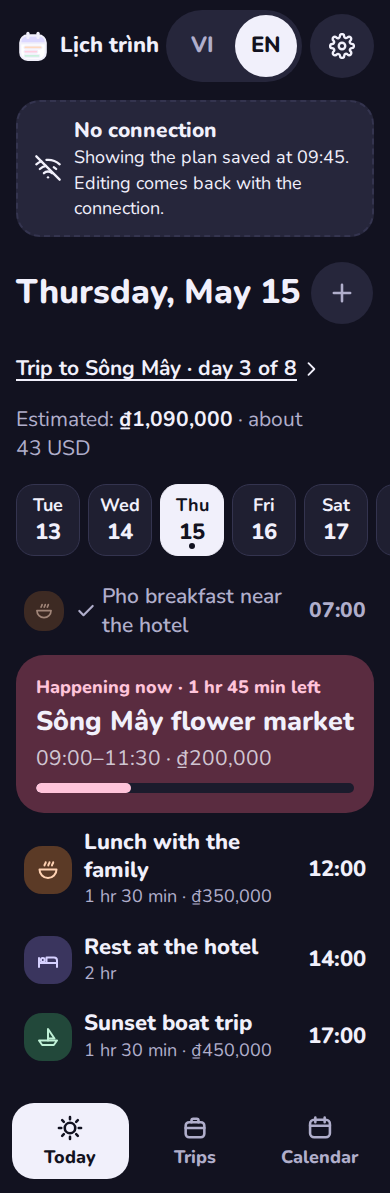 Lịch trình
VI
EN
No connection
Showing the plan saved at 09:45.
Editing comes back with the
connection.
Thursday, May 15
Trip to Sông Mây · day 3 of 8
Estimated: ₫1,090,000 · about
43 USD
Tue
13
Wed
14
Thu
15
Fri
16
Sat
17
Pho breakfast near
the hotel
07:00
Happening now · 1 hr 45 min left
Sông Mây flower market
09:00–11:30 · ₫200,000
Lunch with the
family
1 hr 30 min · ₫350,000
12:00
Rest at the hotel
2 hr
14:00
Sunset boat trip
1 hr 30 min · ₫450,000
17:00
Today
Trips
Calendar